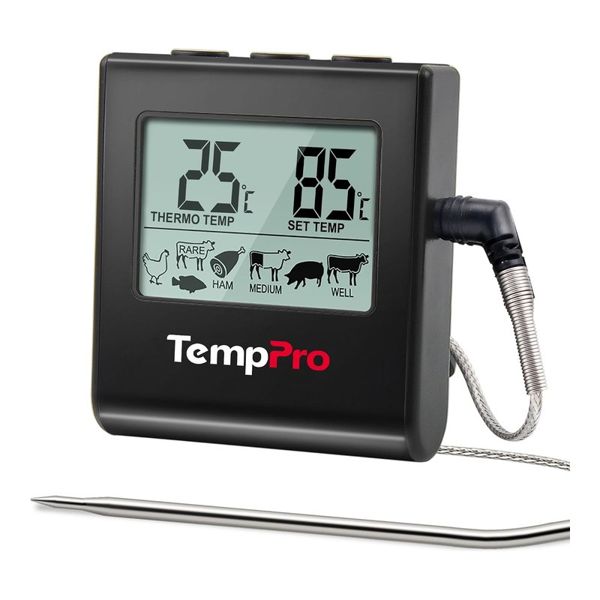 25°C 85°C
THERMO TEMP SET TEMP
RARE
HAM MEDIUM WELL
TempPro